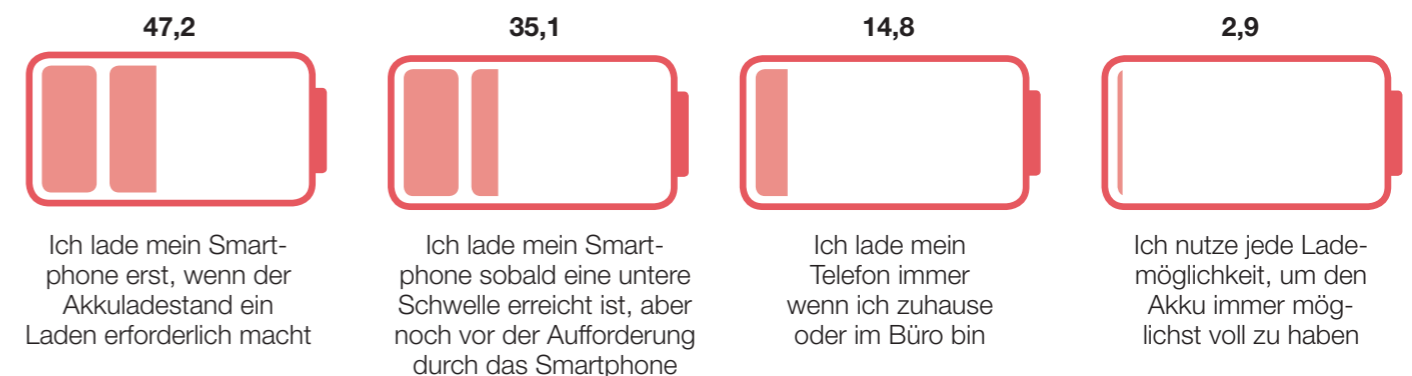 47,2
Ich lade mein Smart-
phone erst, wenn der
Akkuladestand ein
Laden erforderlich macht
35,1
Ich lade mein Smart-
phone sobald eine untere
Schwelle erreicht ist, aber
noch vor der Aufforderung
durch das Smartphone
14,8
Ich lade mein
Telefon immer
wenn ich zuhause
oder im Büro bin
2,9
Ich nutze jede Lade-
möglichkeit, um den
Akku immer mög-
lichst voll zu haben